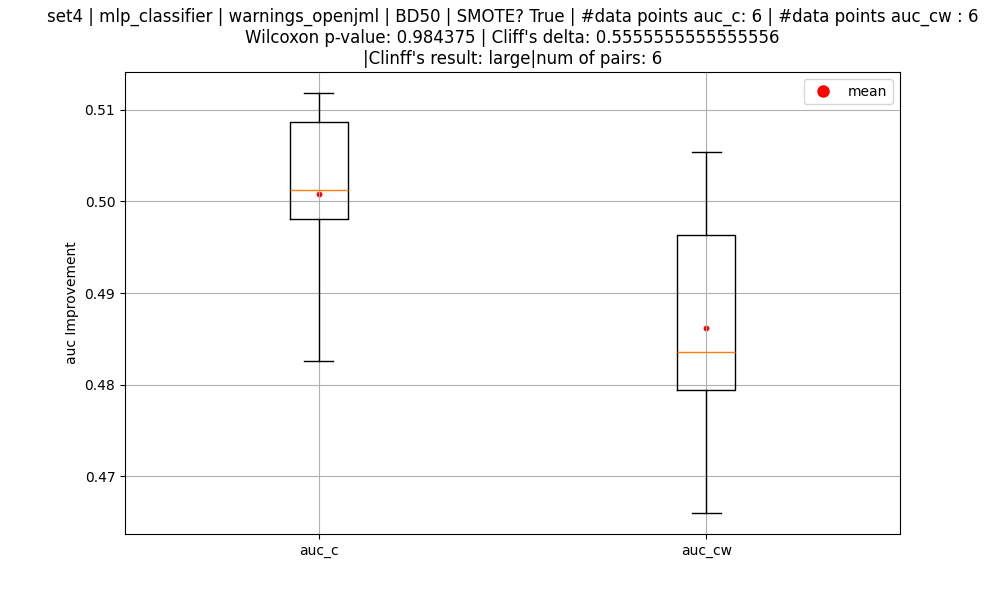 set4 | mlp_classifier | warnings_openjml | BD50 | SMOTE? True | #data points auc_c: 6 | #data points auc_cw : 6
Wilcoxon p-value: 0.984375 | Cliff's delta: 0.5555555555555556
|Clinff's result: large|num of pairs: 6
mean
0.51
0.50
0.49
0.48
0.47
auc Improvement
auc_c
auc_cw